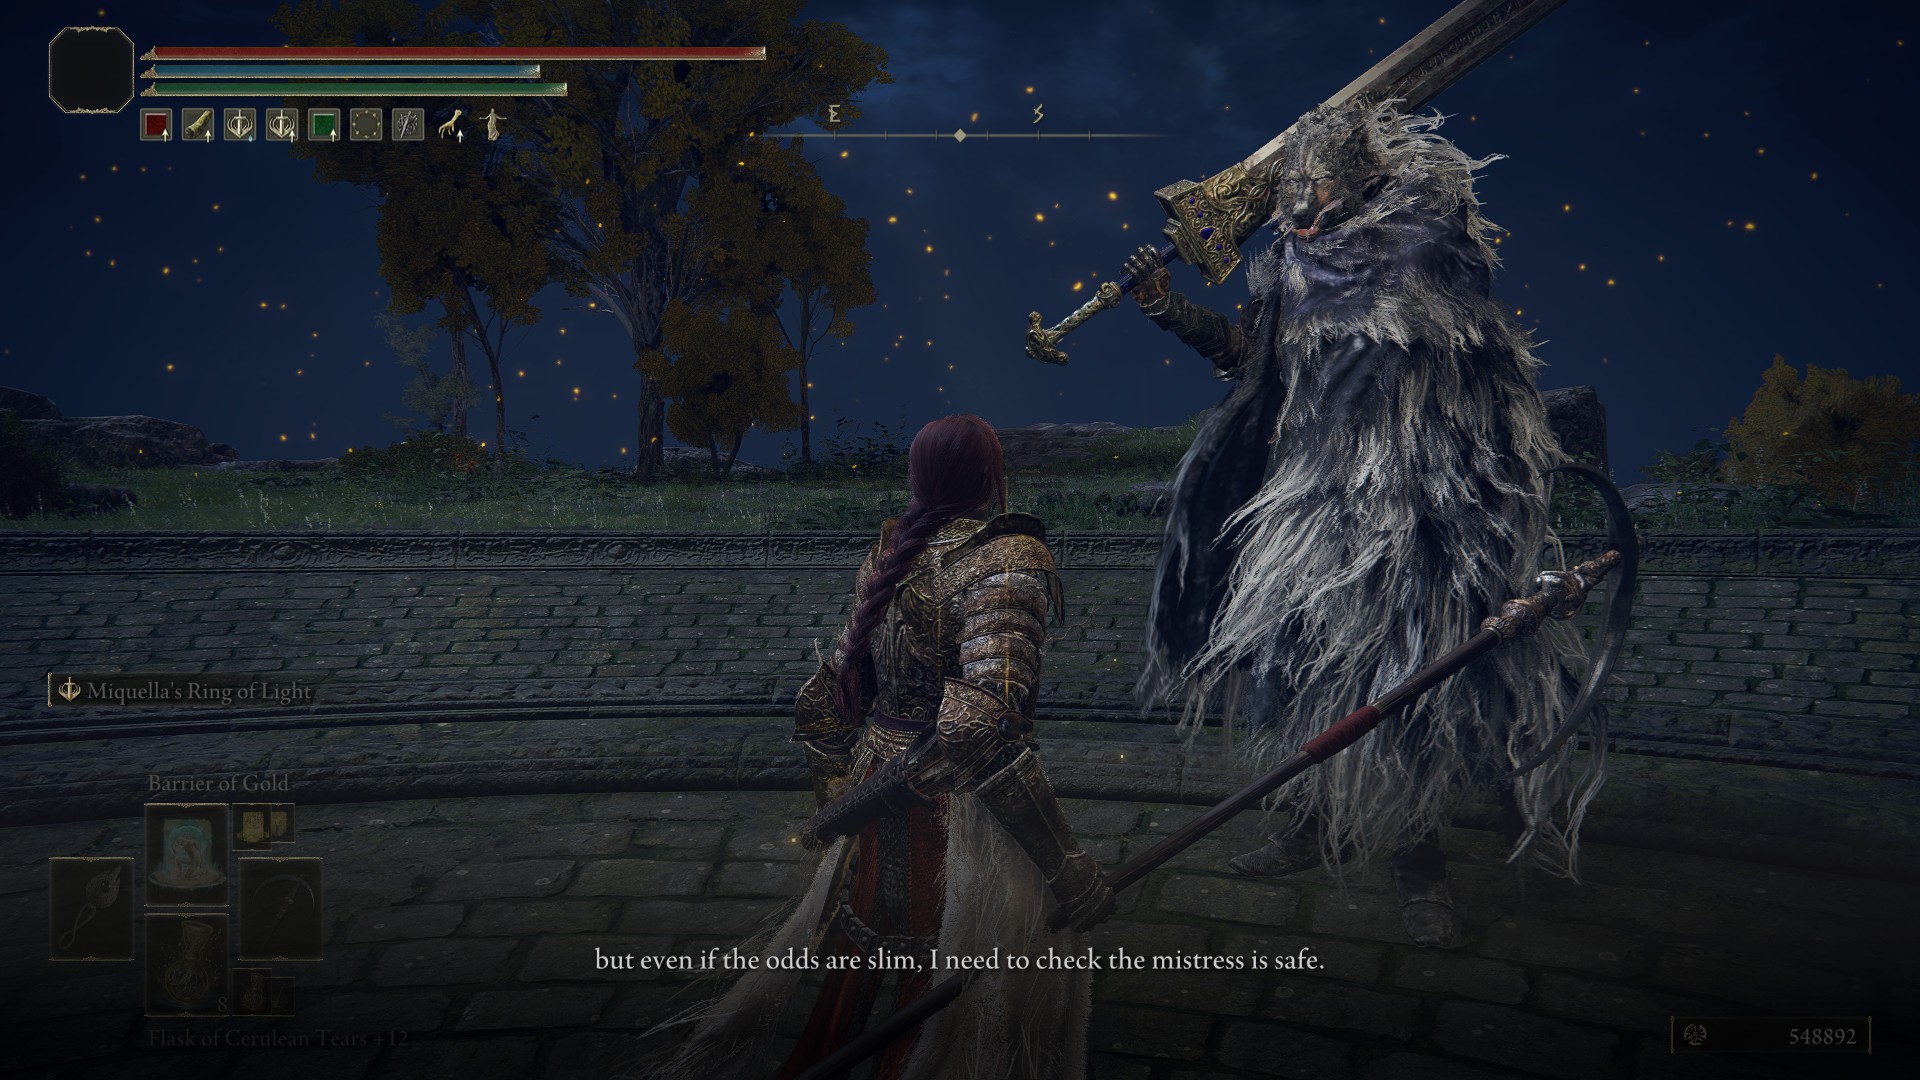 E S
Miquella's Ring of Light
Barrier of Gold
but even if the odds are slim, I need to check the mistress is safe.
8
Flask of Cerulean Tears +12
548892